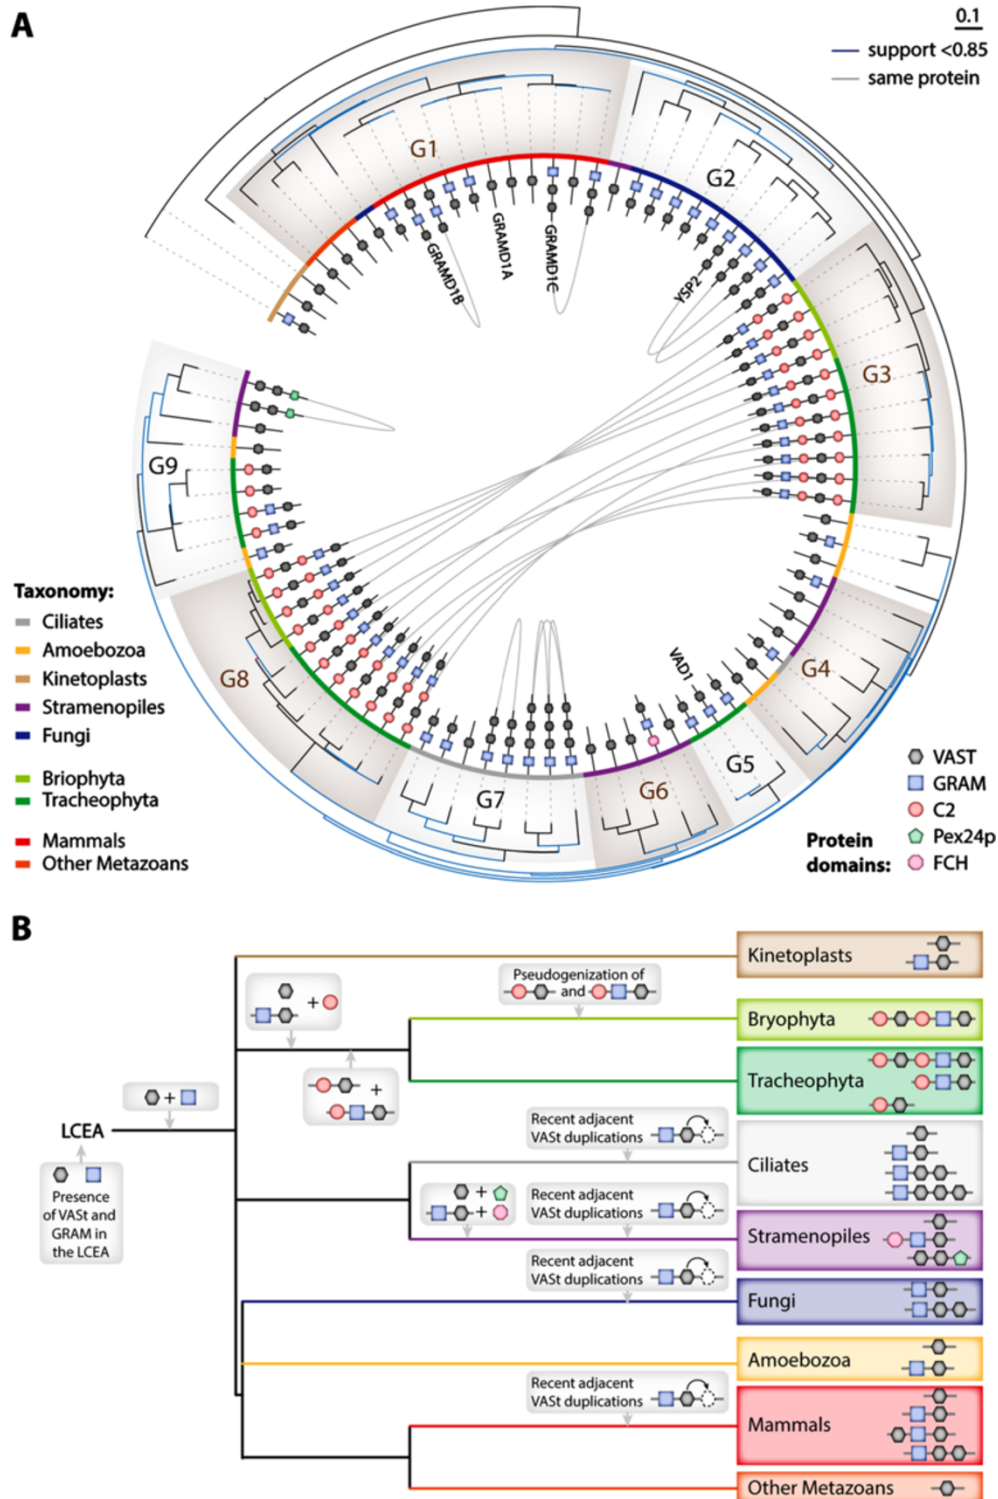 A
0.1
support <0.85
same protein
G1
G2
G3
G4
G5
G6
G7
G8
G9
GRAMD1B
GRAMD1A
GRAMD1C
YSP2
VAD1
Taxonomy:
Ciliates
Amoebozoa
Kinetoplasts
Stramenopiles
Fungi
Briophyta
Tracheophyta
Mammals
Other Metazoans
Protein
domains:
VAST
GRAM
C2
Pex24p
FCH
B
LCEA
+
Presence
of VASt and
GRAM in
the LCEA
+
+
Pseudogenization of
and
Recent adjacent
VASt duplications
+
+
Recent adjacent
VASt duplications
Recent adjacent
VASt duplications
Recent adjacent
VASt duplications
Kinetoplasts
Bryophyta
Tracheophyta
Ciliates
Stramenopiles
Fungi
Amoebozoa
Mammals
Other Metazoans